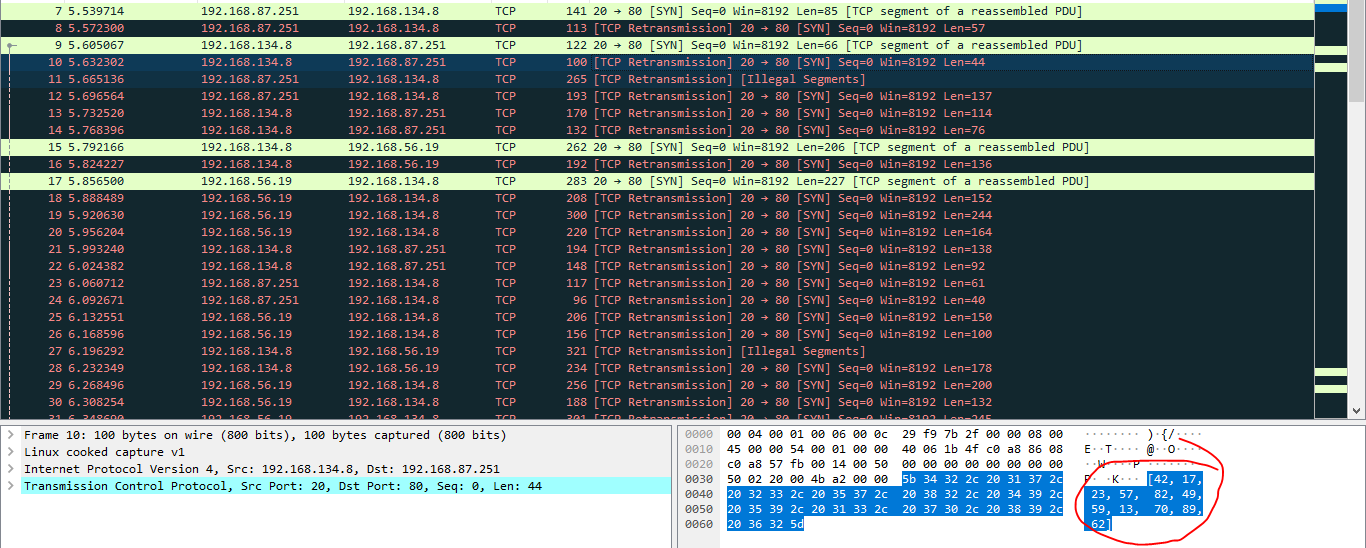 7 5.539714 192.168.87.251 192.168.134.8 TCP 141 20 → 80 [SYN] Seq=0 Win=8192 Len=85 [TCP segment of a reassembled PDU]
8 5.572300 192.168.87.251 192.168.134.8 TCP 113 [TCP Retransmission] 20 → 80 [SYN] Seq=0 Win=8192 Len=57
9 5.605067 192.168.134.8 192.168.87.251 TCP 122 20 → 80 [SYN] Seq=0 Win=8192 Len=66 [TCP segment of a reassembled PDU]
10 5.632302 192.168.134.8 192.168.87.251 TCP 100 [TCP Retransmission] 20 → 80 [SYN] Seq=0 Win=8192 Len=44
11 5.665136 192.168.134.8 192.168.87.251 TCP 265 [TCP Retransmission] [Illegal Segments]
12 5.696564 192.168.87.251 192.168.134.8 TCP 193 [TCP Retransmission] 20 → 80 [SYN] Seq=0 Win=8192 Len=137
13 5.732520 192.168.134.8 192.168.87.251 TCP 170 [TCP Retransmission] 20 → 80 [SYN] Seq=0 Win=8192 Len=114
14 5.768396 192.168.134.8 192.168.87.251 TCP 132 [TCP Retransmission] 20 → 80 [SYN] Seq=0 Win=8192 Len=76
15 5.792166 192.168.134.8 192.168.56.19 TCP 262 20 → 80 [SYN] Seq=0 Win=8192 Len=206 [TCP segment of a reassembled PDU]
16 5.824227 192.168.134.8 192.168.56.19 TCP 192 [TCP Retransmission] 20 → 80 [SYN] Seq=0 Win=8192 Len=136
17 5.856500 192.168.56.19 192.168.134.8 TCP 283 20 → 80 [SYN] Seq=0 Win=8192 Len=227 [TCP segment of a reassembled PDU]
18 5.888489 192.168.56.19 192.168.134.8 TCP 208 [TCP Retransmission] 20 → 80 [SYN] Seq=0 Win=8192 Len=152
19 5.920630 192.168.56.19 192.168.134.8 TCP 300 [TCP Retransmission] 20 → 80 [SYN] Seq=0 Win=8192 Len=244
20 5.956204 192.168.56.19 192.168.134.8 TCP 220 [TCP Retransmission] 20 → 80 [SYN] Seq=0 Win=8192 Len=164
21 5.993240 192.168.134.8 192.168.87.251 TCP 194 [TCP Retransmission] 20 → 80 [SYN] Seq=0 Win=8192 Len=138
22 6.024382 192.168.134.8 192.168.87.251 TCP 148 [TCP Retransmission] 20 → 80 [SYN] Seq=0 Win=8192 Len=92
23 6.060712 192.168.87.251 192.168.134.8 TCP 117 [TCP Retransmission] 20 → 80 [SYN] Seq=0 Win=8192 Len=61
24 6.092671 192.168.87.251 192.168.134.8 TCP 96 [TCP Retransmission] 20 → 80 [SYN] Seq=0 Win=8192 Len=40
25 6.132551 192.168.56.19 192.168.134.8 TCP 206 [TCP Retransmission] 20 → 80 [SYN] Seq=0 Win=8192 Len=150
26 6.168596 192.168.56.19 192.168.134.8 TCP 156 [TCP Retransmission] 20 → 80 [SYN] Seq=0 Win=8192 Len=100
27 6.196292 192.168.134.8 192.168.56.19 TCP 321 [TCP Retransmission] [Illegal Segments]
28 6.232349 192.168.134.8 192.168.56.19 TCP 234 [TCP Retransmission] 20 → 80 [SYN] Seq=0 Win=8192 Len=178
29 6.268496 192.168.56.19 192.168.134.8 TCP 256 [TCP Retransmission] 20 → 80 [SYN] Seq=0 Win=8192 Len=200
30 6.308254 192.168.56.19 192.168.134.8 TCP 188 [TCP Retransmission] 20 → 80 [SYN] Seq=0 Win=8192 Len=132
31 6.348690 192.168.56.19 192.168.134.8 TCP 301 [TCP Retransmission] 20 → 80 [SYN] Seq=0 Win=8192 Len=245
Frame 10: 100 bytes on wire (800 bits), 100 bytes captured (800 bits)
Linux cooked capture v1
Internet Protocol Version 4, Src: 192.168.134.8, Dst: 192.168.87.251
Transmission Control Protocol, Src Port: 20, Dst Port: 80, Seq: 0, Len: 44
0000 00 04 00 01 00 06 00 0c 29 f9 7b 2f 00 00 08 00 ········ )·{/····
0010 45 00 00 54 00 01 00 00 40 06 1b 4f c0 a8 86 08 E··T···· @··O····
0020 c0 a8 57 fb 00 14 00 50 00 00 00 00 00 00 00 00 ··W····P ········
0030 50 02 20 00 4b a2 00 00 5b 34 32 2c 20 31 37 2c P· ·K··· [42, 17,
0040 20 32 33 2c 20 35 37 2c 20 38 32 2c 20 34 39 2c 23, 57, 82, 49,
0050 20 35 39 2c 20 31 33 2c 20 37 30 2c 20 38 39 2c 59, 13, 70, 89,
0060 20 36 32 5d 62]